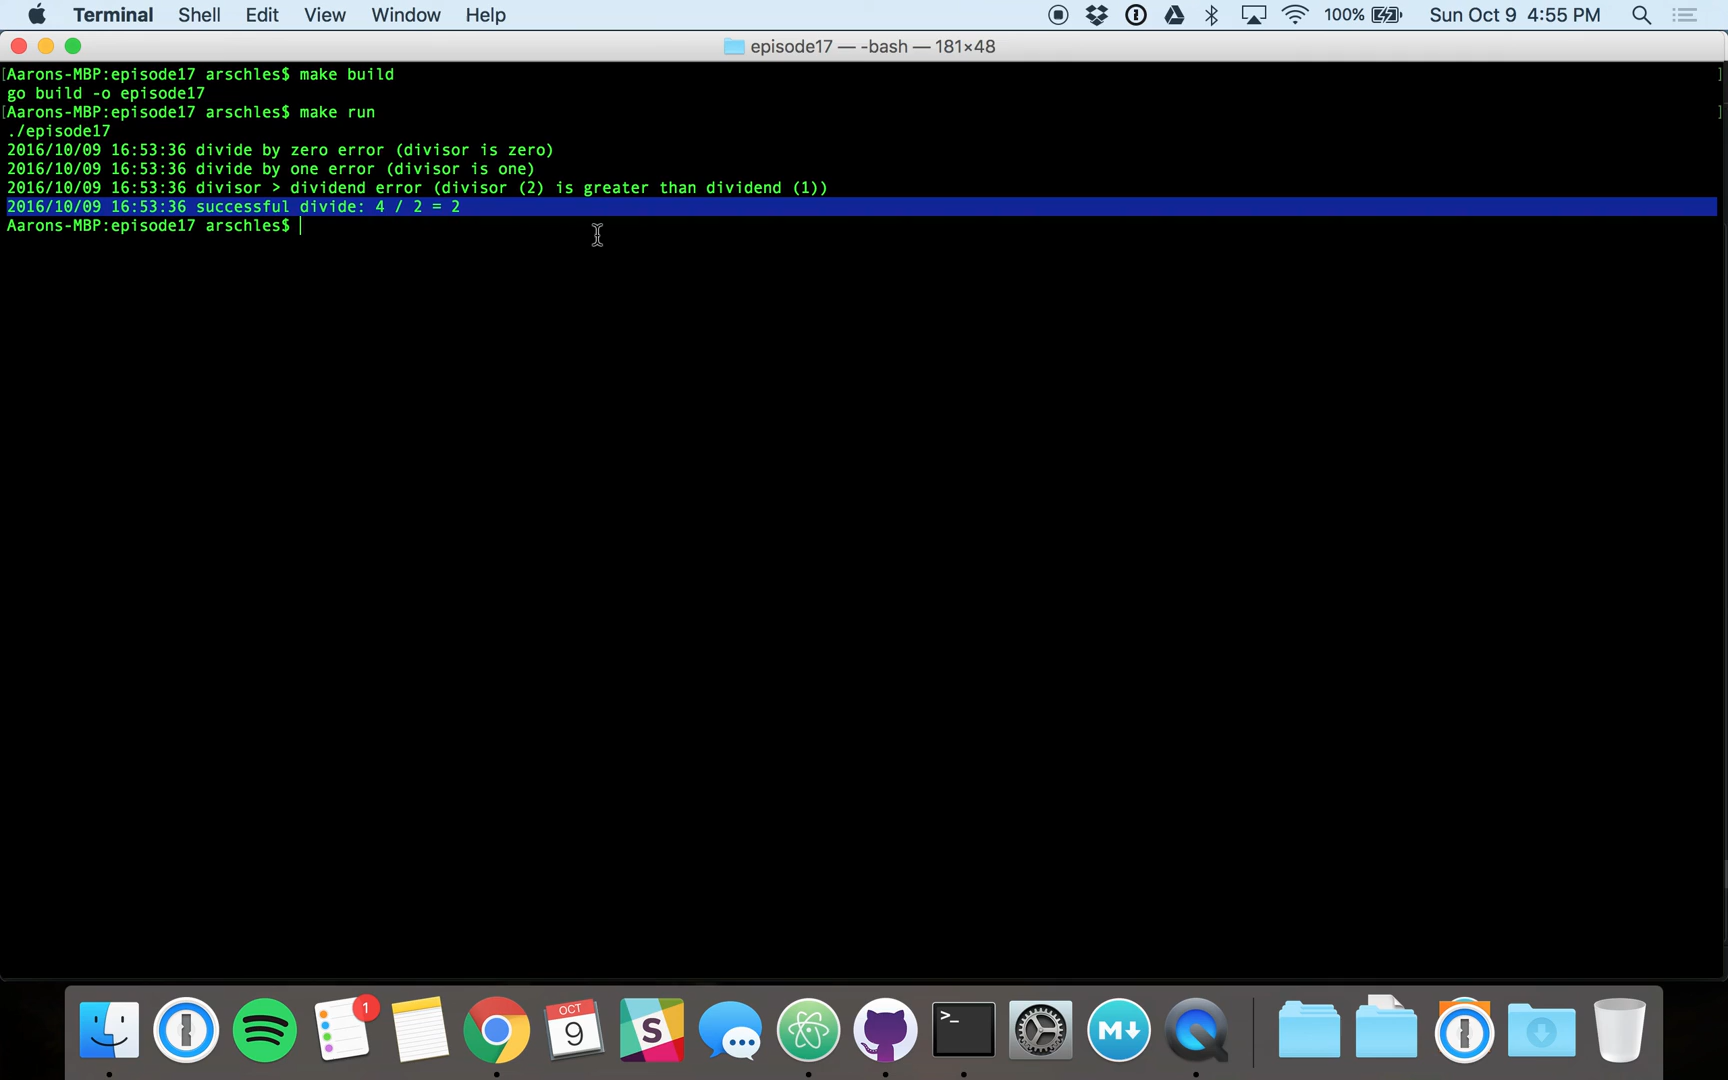 Terminal Shell Edit View Window Help 100% Sun Oct 9 4:55 PM
episode17 — -bash — 181×48
[Aarons-MBP:episode17 arschles$ make build ]
go build -o episode17
[Aarons-MBP:episode17 arschles$ make run ]
./episode17
2016/10/09 16:53:36 divide by zero error (divisor is zero)
2016/10/09 16:53:36 divide by one error (divisor is one)
2016/10/09 16:53:36 divisor > dividend error (divisor (2) is greater than dividend (1))
2016/10/09 16:53:36 successful divide: 4 / 2 = 2
Aarons-MBP:episode17 arschles$
1
OCT
9
S
>_
M